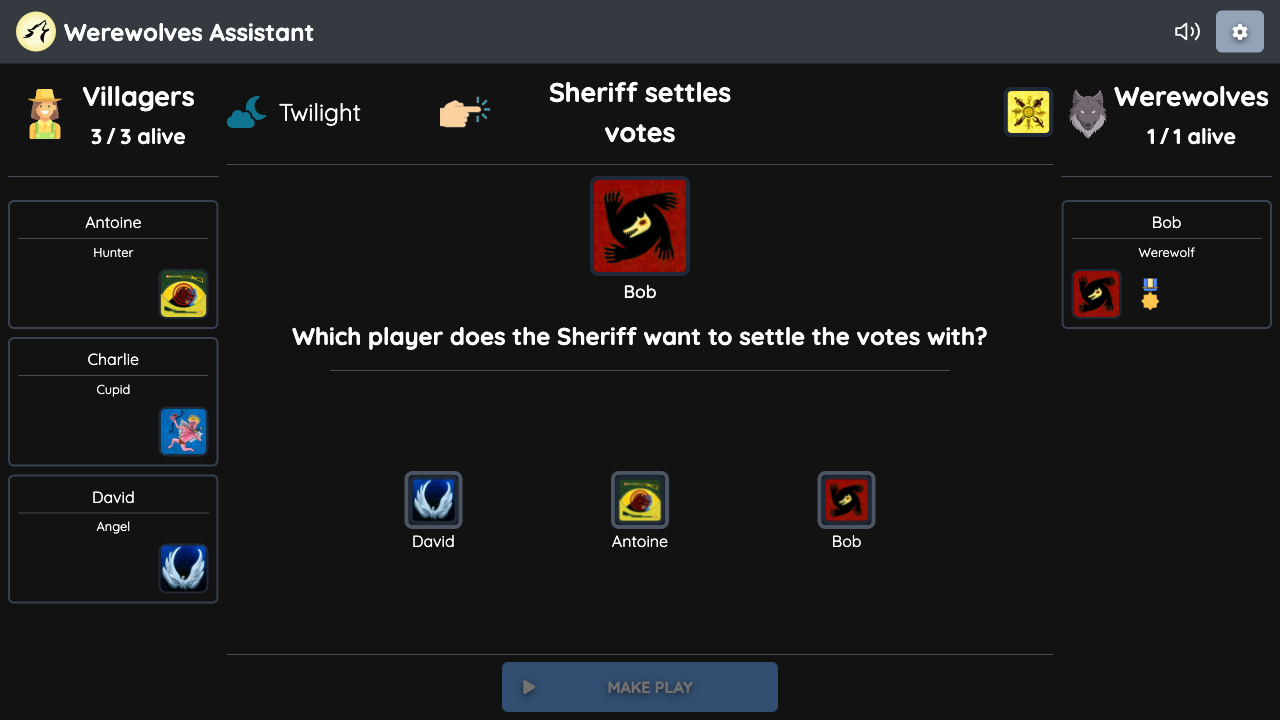 Werewolves Assistant
Villagers
3 / 3 alive
Twilight
Sheriff settles
votes
Werewolves
1 / 1 alive
Antoine
Hunter
Charlie
Cupid
David
Angel
Bob
Which player does the Sheriff want to settle the votes with?
David
Antoine
Bob
MAKE PLAY
Bob
Werewolf